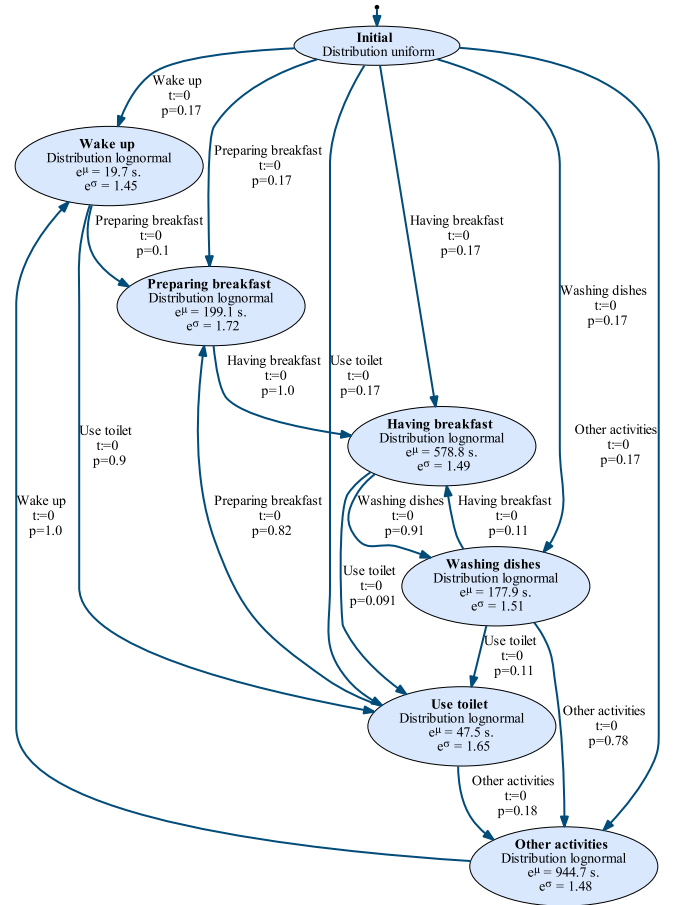 Initial
Distribution uniform
Wake up
t:=0
p=0.17
Wake up
Distribution lognormal
eμ = 19.7 s.
eσ = 1.45
Preparing breakfast
t:=0
p=0.17
Preparing breakfast
t:=0
p=0.1
Having breakfast
t:=0
p=0.17
Preparing breakfast
Distribution lognormal
eμ = 199.1 s.
eσ = 1.72
Washing dishes
t:=0
p=0.17
Having breakfast
t:=0
p=1.0
Use toilet
t:=0
p=0.17
Use toilet
t:=0
p=0.9
Having breakfast
Distribution lognormal
eμ = 578.8 s.
eσ = 1.49
Other activities
t:=0
p=0.17
Wake up
t:=0
p=1.0
Preparing breakfast
t:=0
p=0.82
Washing dishes
t:=0
p=0.91
Having breakfast
t:=0
p=0.11
Use toilet
t:=0
p=0.091
Washing dishes
Distribution lognormal
eμ = 177.9 s.
eσ = 1.51
Use toilet
t:=0
p=0.11
Use toilet
Distribution lognormal
eμ = 47.5 s.
eσ = 1.65
Other activities
t:=0
p=0.78
Other activities
t:=0
p=0.18
Other activities
Distribution lognormal
eμ = 944.7 s.
eσ = 1.48